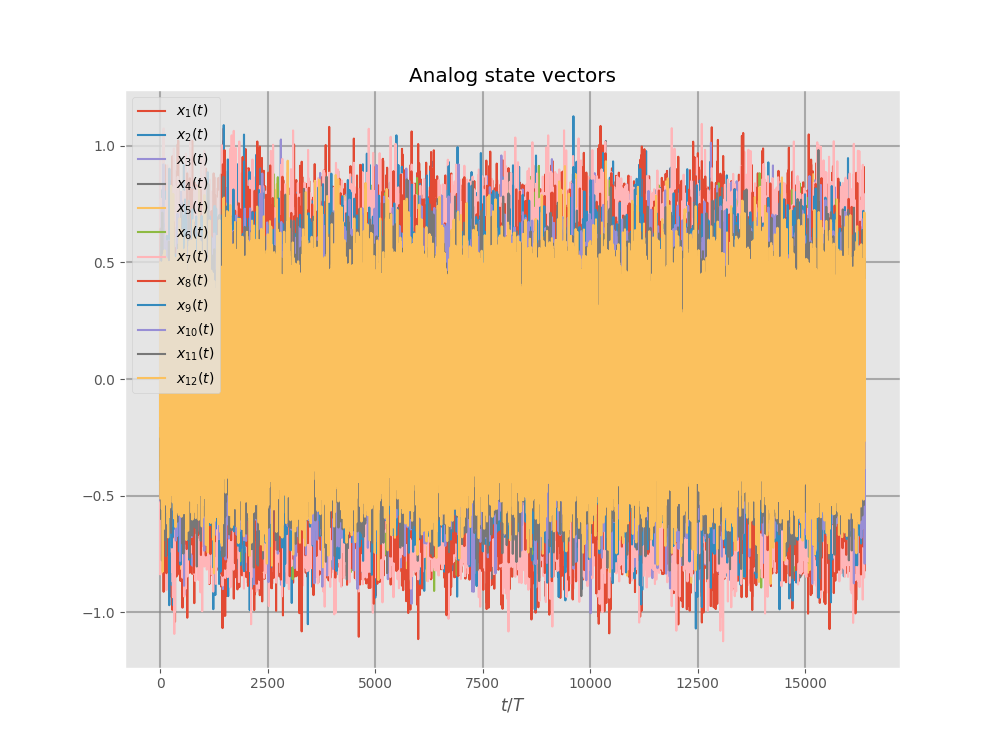 Analog state vectors
x₁(t)
x₂(t)
x₃(t)
x₄(t)
x₅(t)
x₆(t)
x₇(t)
x₈(t)
x₉(t)
x₁₀(t)
x₁₁(t)
x₁₂(t)
1.0
0.5
0.0
−0.5
−1.0
0 2500 5000 7500 10000 12500 15000
t/T